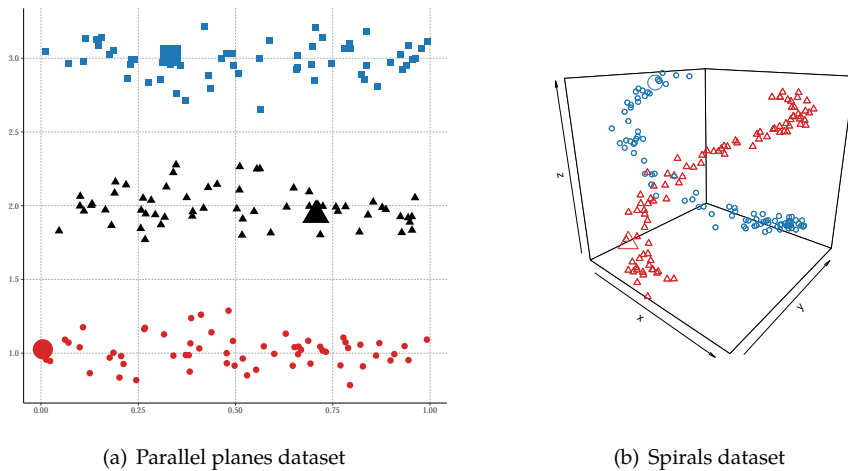 3.0
2.5
2.0
1.5
1.0
0.00 0.25 0.50 0.75 1.00
z
x
y
(a) Parallel planes dataset
(b) Spirals dataset